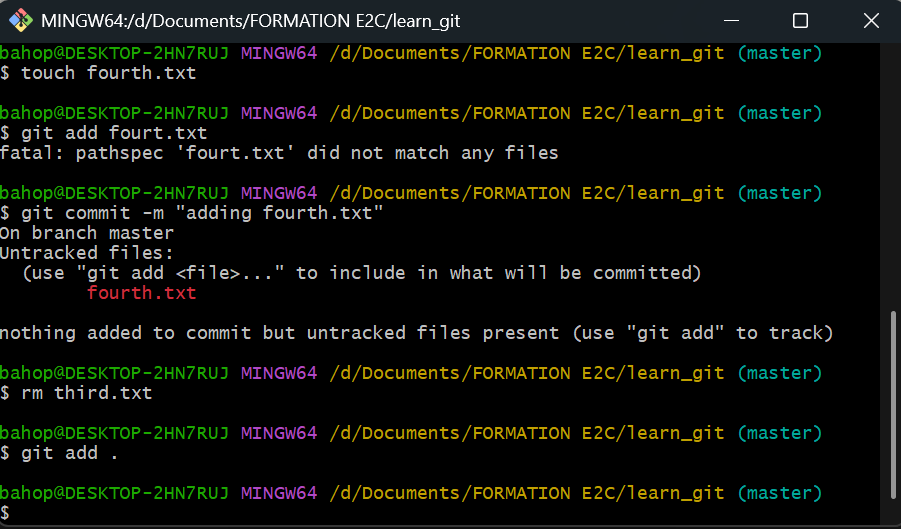 MINGW64:/d/Documents/FORMATION E2C/learn_git
bahop@DESKTOP-2HN7RUJ MINGW64 /d/Documents/FORMATION E2C/learn_git (master)
$ touch fourth.txt
bahop@DESKTOP-2HN7RUJ MINGW64 /d/Documents/FORMATION E2C/learn_git (master)
$ git add fourt.txt
fatal: pathspec 'fourt.txt' did not match any files
bahop@DESKTOP-2HN7RUJ MINGW64 /d/Documents/FORMATION E2C/learn_git (master)
$ git commit -m "adding fourth.txt"
On branch master
Untracked files:
  (use "git add <file>..." to include in what will be committed)
        fourth.txt
nothing added to commit but untracked files present (use "git add" to track)
bahop@DESKTOP-2HN7RUJ MINGW64 /d/Documents/FORMATION E2C/learn_git (master)
$ rm third.txt
bahop@DESKTOP-2HN7RUJ MINGW64 /d/Documents/FORMATION E2C/learn_git (master)
$ git add .
bahop@DESKTOP-2HN7RUJ MINGW64 /d/Documents/FORMATION E2C/learn_git (master)
$